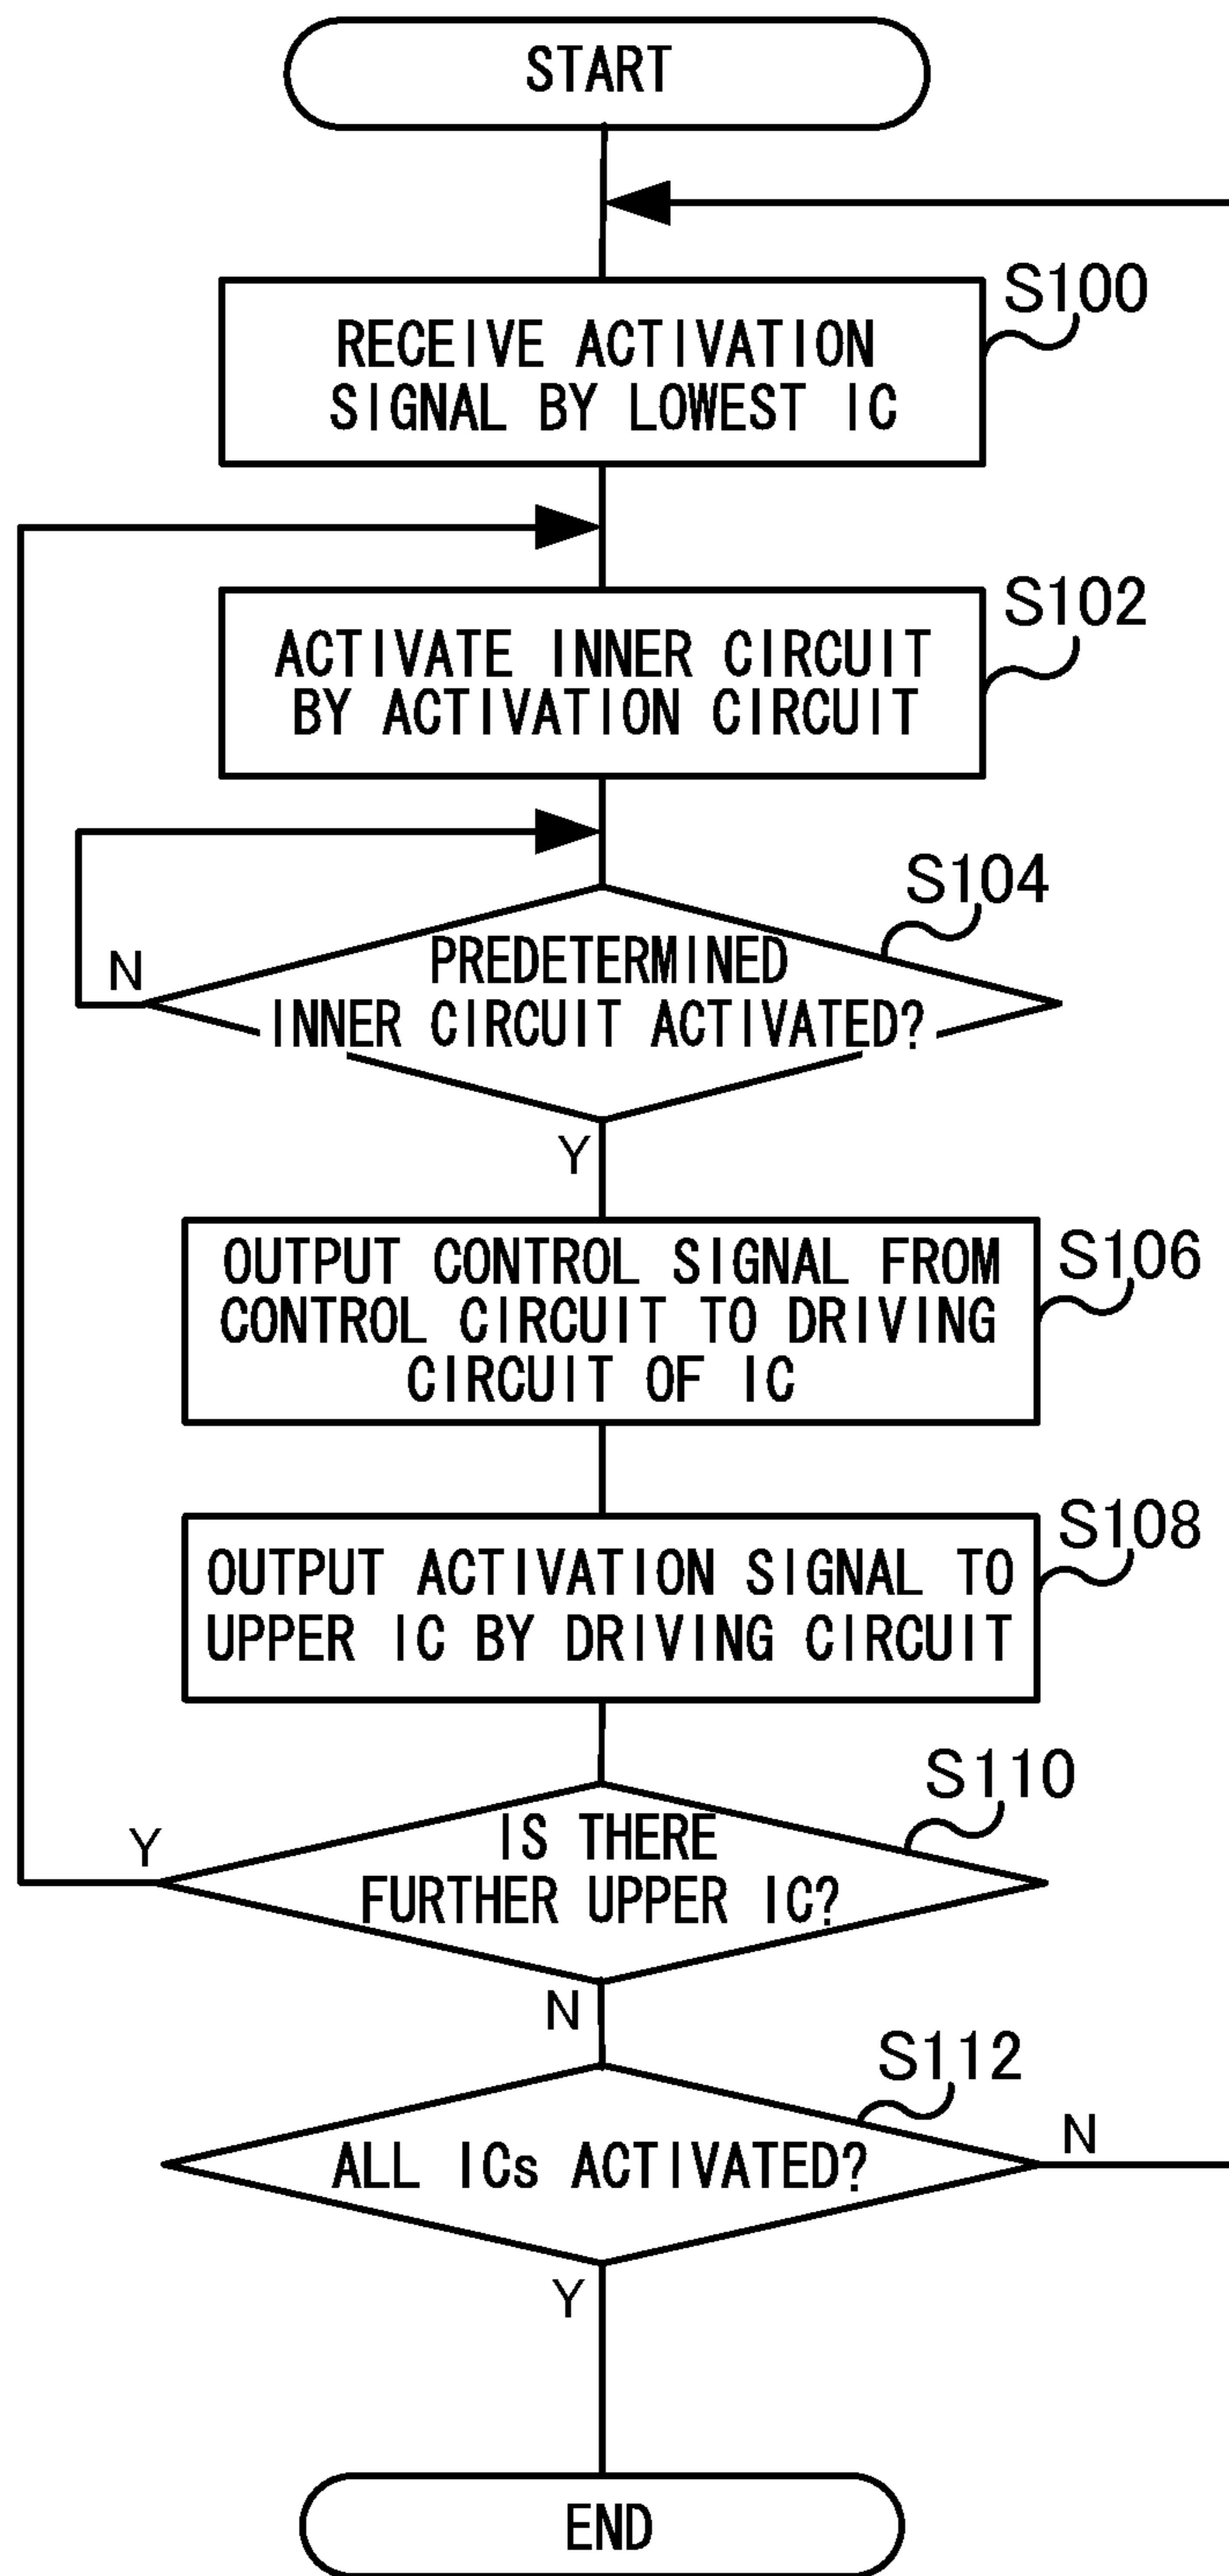 START
S100
RECEIVE ACTIVATION
SIGNAL BY LOWEST IC
S102
ACTIVATE INNER CIRCUIT
BY ACTIVATION CIRCUIT
S104
PREDETERMINED
INNER CIRCUIT ACTIVATED?
N
Y
S106
OUTPUT CONTROL SIGNAL FROM
CONTROL CIRCUIT TO DRIVING
CIRCUIT OF IC
S108
OUTPUT ACTIVATION SIGNAL TO
UPPER IC BY DRIVING CIRCUIT
S110
IS THERE
FURTHER UPPER IC?
Y
N
S112
ALL ICs ACTIVATED?
N
Y
END